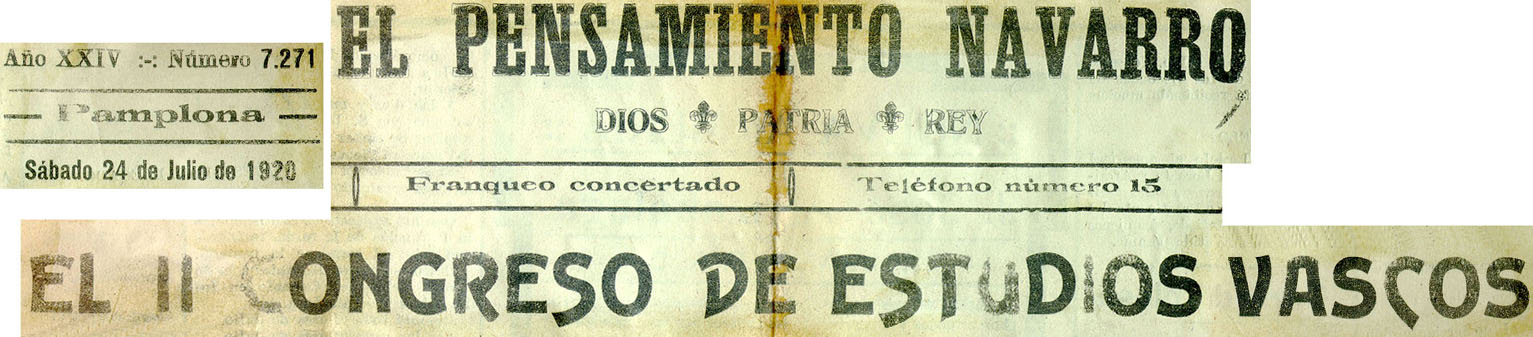 EL PENSAMIENTO NAVARRO
Año XXIV :-: Número 7.271
Pamplona
Sábado 24 de Julio de 1920
DIOS PATRIA REY
Franqueo concertado Teléfono número 15
EL II CONGRESO DE ESTUDIOS VASCOS